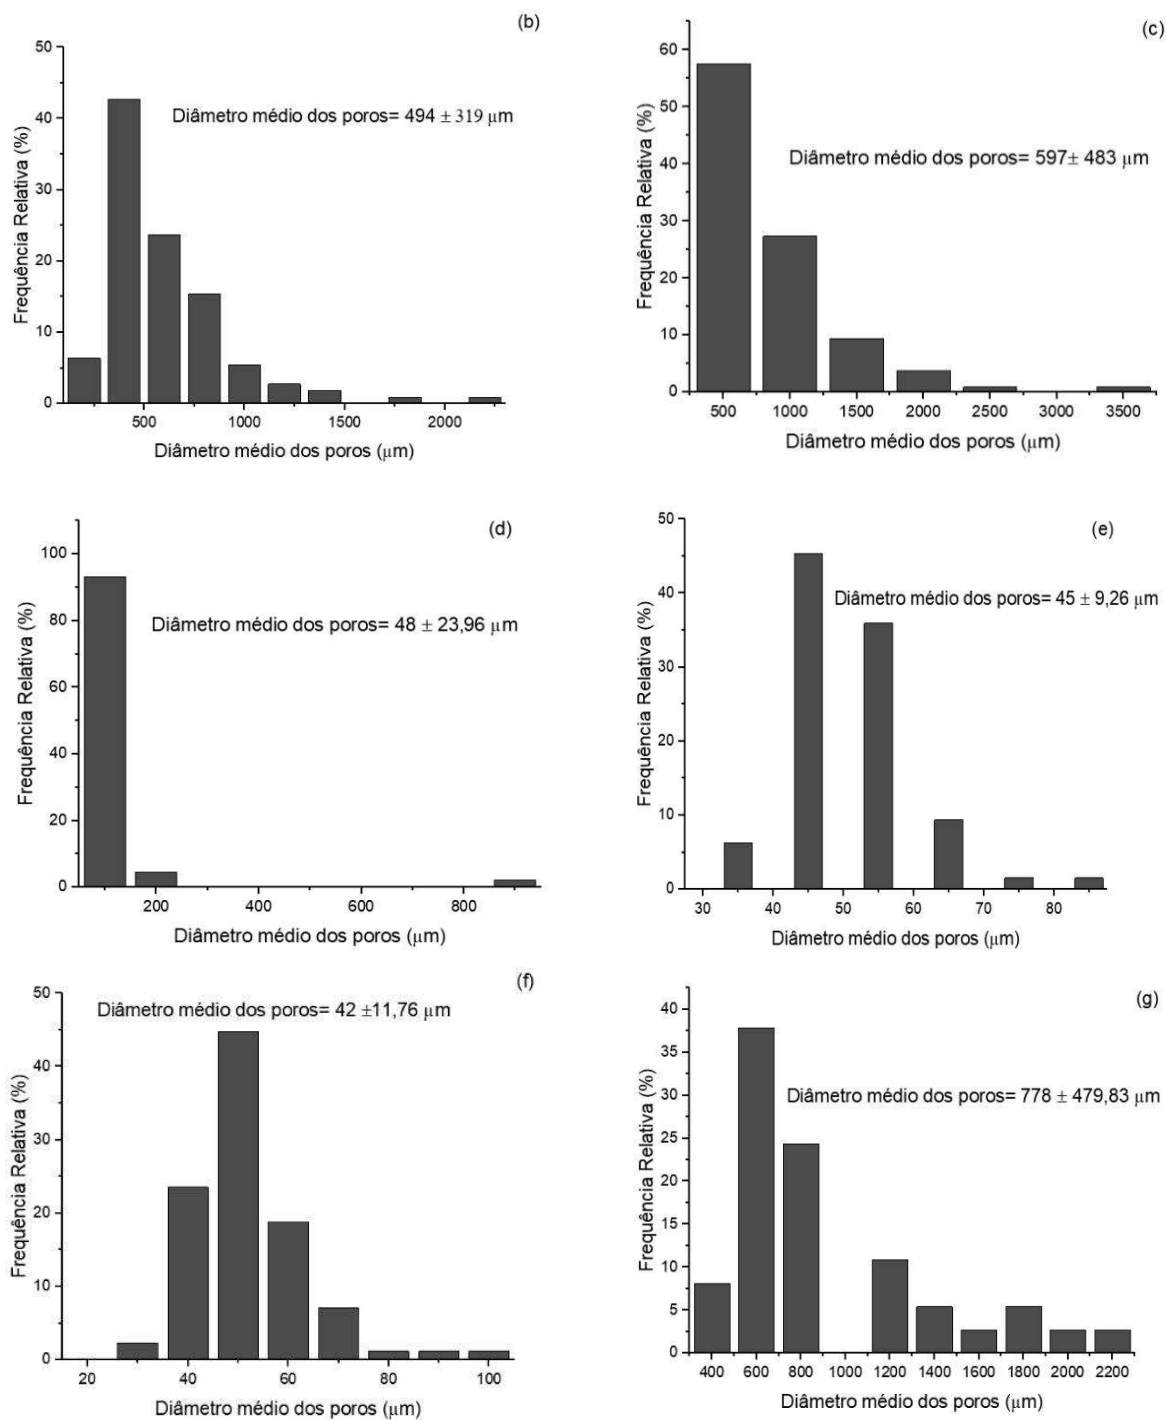 (b)
50
40
30
20
10
0
Frequência Relativa (%)
Diâmetro médio dos poros= 494 ± 319 µm
500 1000 1500 2000
Diâmetro médio dos poros (µm)
(c)
60
50
40
30
20
10
0
Frequência Relativa (%)
Diâmetro médio dos poros= 597± 483 µm
500 1000 1500 2000 2500 3000 3500
Diâmetro médio dos poros (µm)
(d)
100
80
60
40
20
0
Frequência Relativa (%)
Diâmetro médio dos poros= 48 ± 23,96 µm
200 400 600 800
Diâmetro médio dos poros (µm)
(e)
50
40
30
20
10
0
Frequência Relativa (%)
Diâmetro médio dos poros= 45 ± 9,26 µm
30 40 50 60 70 80
Diâmetro médio dos poros (µm)
(f)
50
40
30
20
10
0
Frequência Relativa (%)
Diâmetro médio dos poros= 42 ±11,76 µm
20 40 60 80 100
Diâmetro médio dos poros (µm)
(g)
40
35
30
25
20
15
10
5
0
Frequência Relativa (%)
Diâmetro médio dos poros= 778 ± 479,83 µm
400 600 800 1000 1200 1400 1600 1800 2000 2200
Diâmetro médio dos poros (µm)